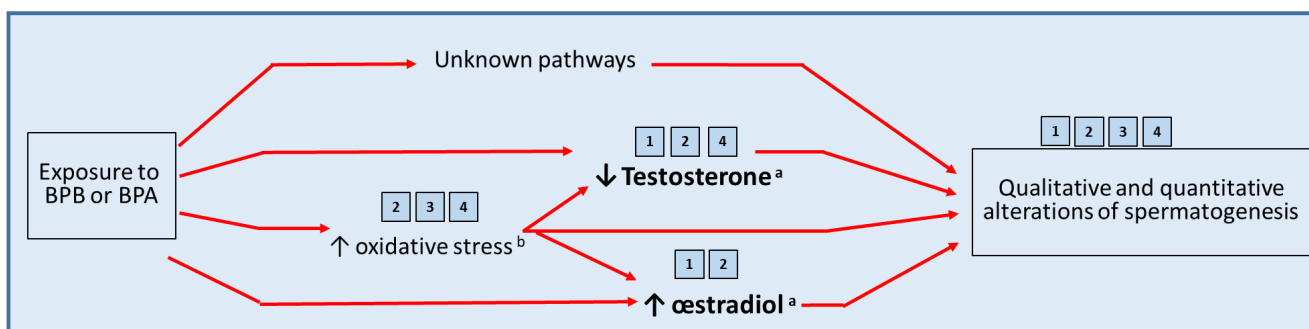 Unknown pathways
1 2 3 4
1 2 4
Exposure to
BPB or BPA
↓ Testosterone a
Qualitative and quantitative
alterations of spermatogenesis
2 3 4
↑ oxidative stress b
1 2
↑ œstradiol a